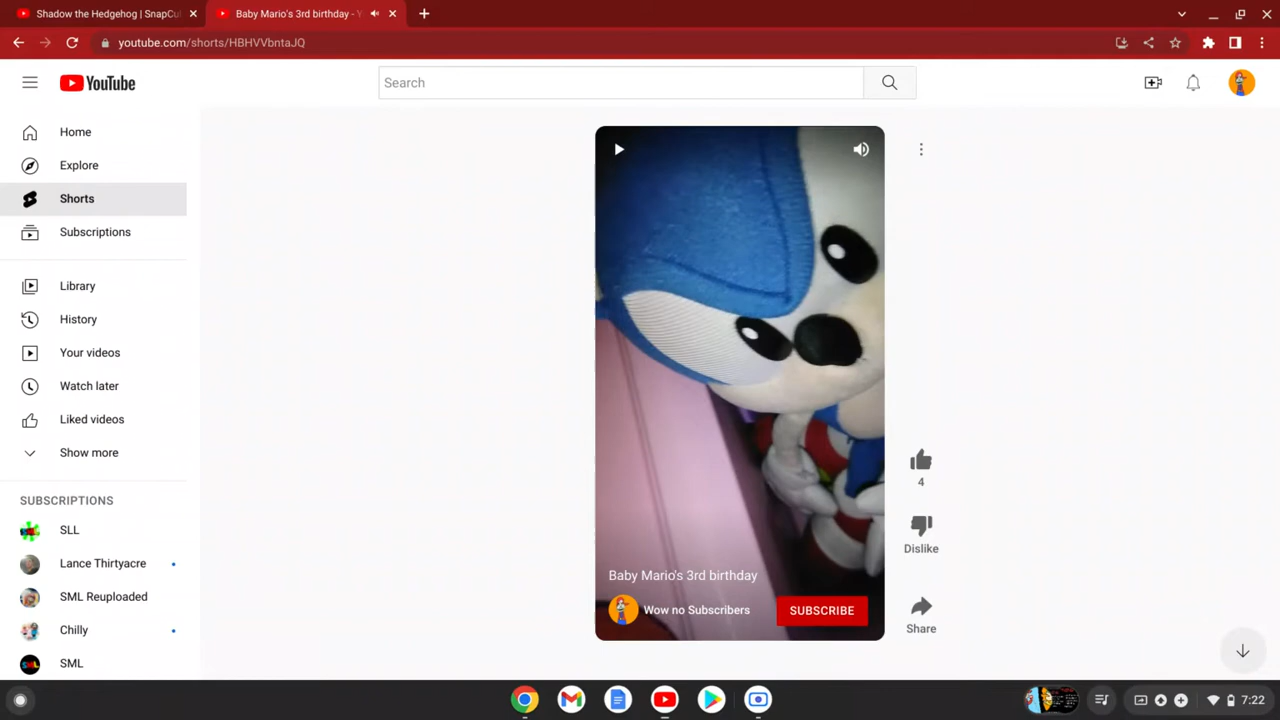 Shadow the Hedgehog | SnapCu
Baby Mario's 3rd birthday - Y
youtube.com/shorts/HBHVVbntaJQ
YouTube
Search
Home
Explore
Shorts
Subscriptions
Library
History
Your videos
Watch later
Liked videos
Show more
SUBSCRIPTIONS
SLL
Lance Thirtyacre
SML Reuploaded
Chilly
SML
4
Dislike
Baby Mario's 3rd birthday
Wow no Subscribers
SUBSCRIBE
Share
7:22